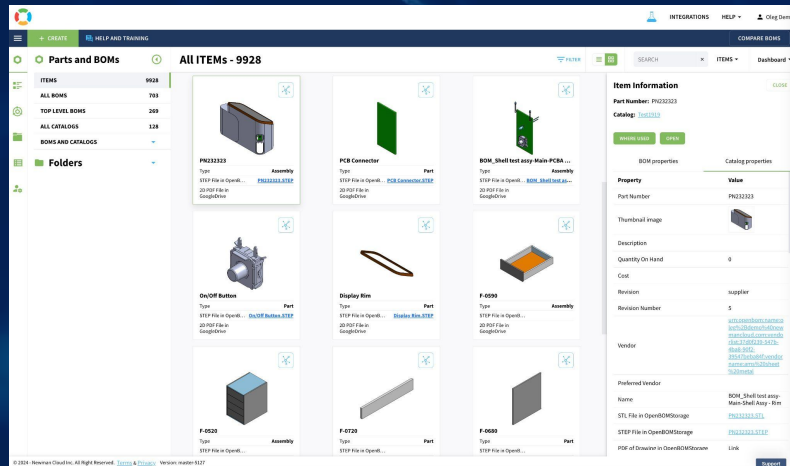 INTEGRATIONS HELP Oleg Dem
+ CREATE HELP AND TRAINING COMPARE BOMS
Parts and BOMs
ITEMS 9928
ALL BOMS 703
TOP LEVEL BOMS 269
ALL CATALOGS 128
BOMS AND CATALOGS
Folders
All ITEMs - 9928
FILTER SEARCH × ITEMS Dashboard
PN232323
Type Assembly
STEP File in OpenB... PN232323.STEP
2D PDF File in
GoogleDrive
PCB Connector
Type Part
STEP File in OpenB... PCB Connector.STEP
2D PDF File in
GoogleDrive
BOM_Shell test assy-Main-PCBA ...
Type Assembly
STEP File in OpenB... BOM_Shell test as...
2D PDF File in
GoogleDrive
On/Off Button
Type Part
STEP File in OpenB... On/Off Button.STEP
2D PDF File in
GoogleDrive
Display Rim
Type Part
STEP File in OpenB... Display Rim.STEP
2D PDF File in
GoogleDrive
F-0590
Type Assembly
STEP File in OpenB...
2D PDF File in
GoogleDrive
F-0520
Type Assembly
STEP File in OpenB...
F-0720
Type Part
STEP File in OpenB...
F-0680
Type Part
STEP File in OpenB...
Item Information CLOSE
Part Number: PN232323
Catalog: Test1919
WHERE USED OPEN
BOM properties Catalog properties
Property Value
Part Number PN232323
Thumbnail image
Description
Quantity On Hand 0
Cost
Revision supplier
Revision Number 5
Vendor
Preferred Vendor
Name BOM_Shell test assy-
Main-Shell Assy - Rim
STL File in OpenBOMStorage PN232323.STL
STEP File in OpenBOMStorage PN232323.STEP
PDF of Drawing in OpenBOMStorage Link
© 2024 - Newman Cloud Inc. All Right Reserved. Terms & Privacy Version: master-5127
Support